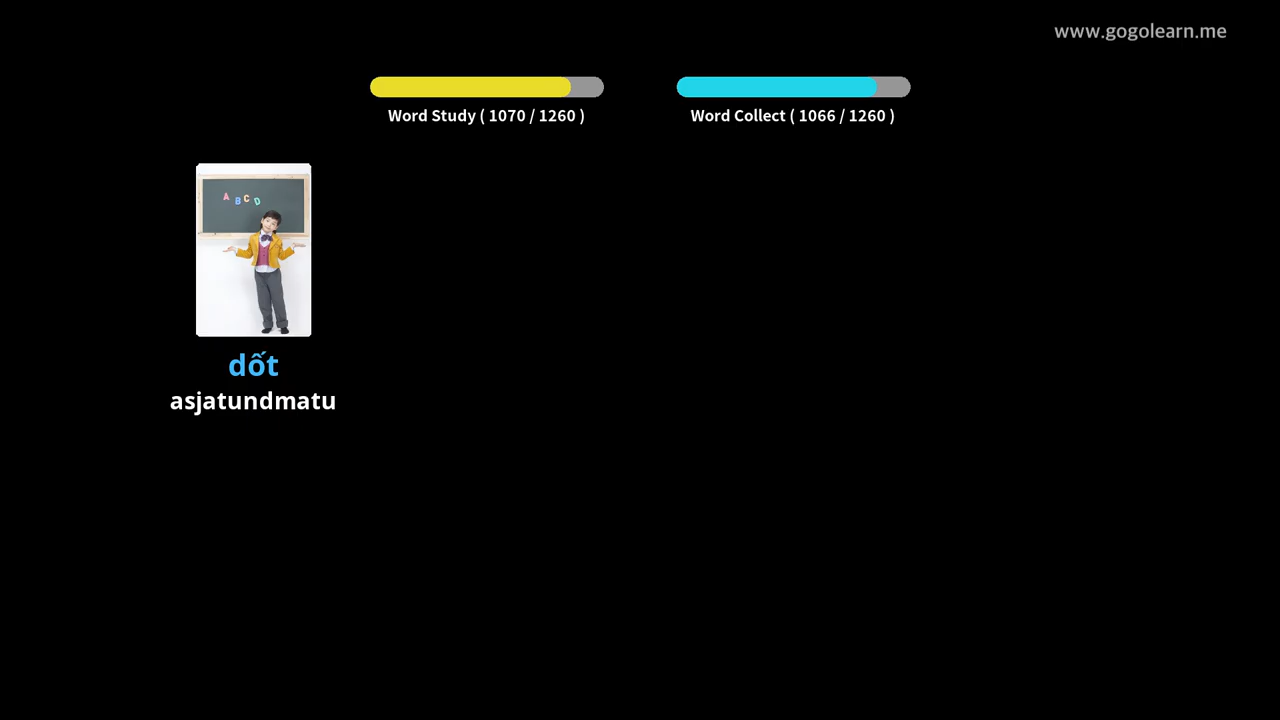 www.gogolearn.me
Word Study ( 1070 / 1260 )
Word Collect ( 1066 / 1260 )
A B C D
dốt
asjatundmatu